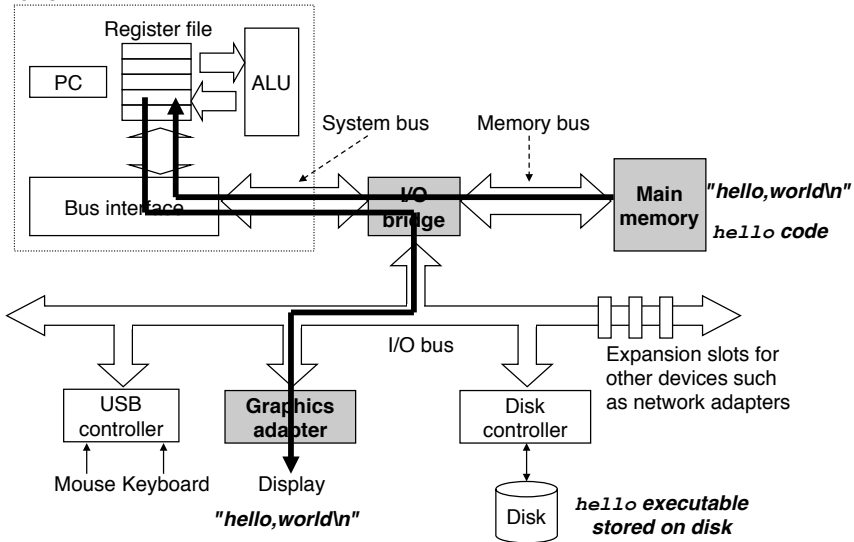 Register file
PC
ALU
System bus
Memory bus
Bus interface
I/O
bridge
Main
memory
"hello,world\n"
hello code
I/O bus
Expansion slots for
other devices such
as network adapters
USB
controller
Graphics
adapter
Disk
controller
Mouse Keyboard
Display
"hello,world\n"
Disk
hello executable
stored on disk